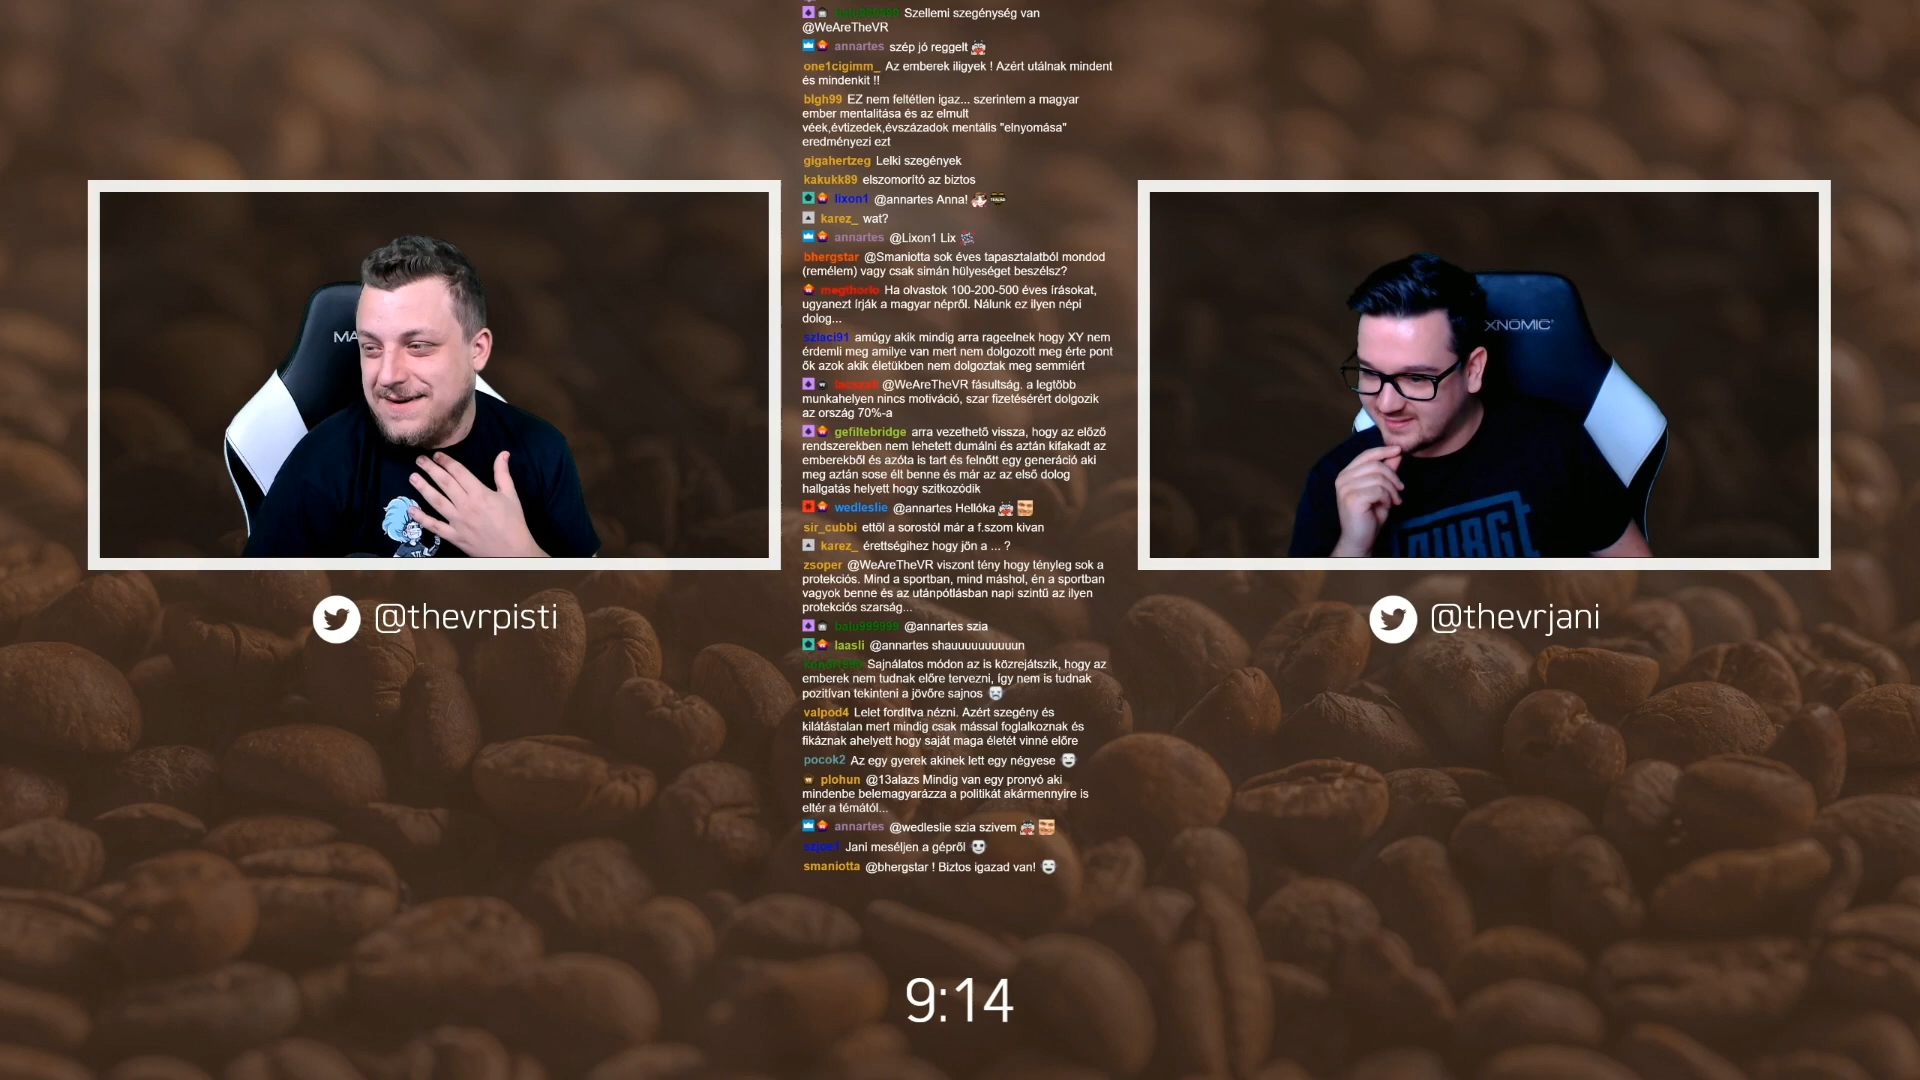 Szellemi szegénység van
@WeAreTheVR
annartes szép jó reggelt
one1cigimm_ Az emberek iligyek ! Azért utálnak mindent
és mindenkit !!
blgh99 EZ nem feltétlen igaz... szerintem a magyar
ember mentalitása és az elmult
véek,évtizedek,évszázadok mentális "elnyomása"
eredményezi ezt
gigahertzeg Lelki szegények
kakukk89 elszomorító az biztos
lixon1 @annartes Anna!
karez_ wat?
annartes @Lixon1 Lix
bhergstar @Smaniotta sok éves tapasztalatból mondod
(remélem) vagy csak simán hülyeséget beszélsz?
megthorlo Ha olvastok 100-200-500 éves írásokat,
ugyanezt írják a magyar népről. Nálunk ez ilyen népi
dolog...
szlaci91 amúgy akik mindig arra rageelnek hogy XY nem
érdemli meg amilye van mert nem dolgozott meg érte pont
ők azok akik életükben nem dolgoztak meg semmiért
@WeAreTheVR fásultság. a legtöbb
munkahelyen nincs motiváció, szar fizetésérért dolgozik
az ország 70%-a
gefiltebridge arra vezethető vissza, hogy az előző
rendszerekben nem lehetett dumálni és aztán kifakadt az
emberekből és azóta is tart és felnőtt egy generáció aki
meg aztán sose élt benne és már az az első dolog
hallgatás helyett hogy szitkozódik
wedleslie @annartes Hellóka
sir_cubbi ettől a sorostól már a f.szom kivan
karez_ érettségihez hogy jön a ... ?
zsoper @WeAreTheVR viszont tény hogy tényleg sok a
protekciós. Mind a sportban, mind máshol, én a sportban
vagyok benne és az utánpótlásban napi szintű az ilyen
protekciós szarság...
balu999999 @annartes szia
laasli @annartes shauuuuuuuuuun
Sajnálatos módon az is közrejátszik, hogy az
emberek nem tudnak előre tervezni, így nem is tudnak
pozitívan tekinteni a jövőre sajnos
valpod4 Lelet fordítva nézni. Azért szegény és
kilátástalan mert mindig csak mással foglalkoznak és
fikáznak ahelyett hogy saját maga életét vinné előre
pocok2 Az egy gyerek akinek lett egy négyese
plohun @13alazs Mindig van egy pronyó aki
mindenbe belemagyarázza a politikát akármennyire is
eltér a témától...
annartes @wedleslie szia szivem
Jani meséljen a gépről
smaniotta @bhergstar ! Biztos igazad van!
MA
XNOMIC
PUBG
@thevrpisti
@thevrjani
9:14